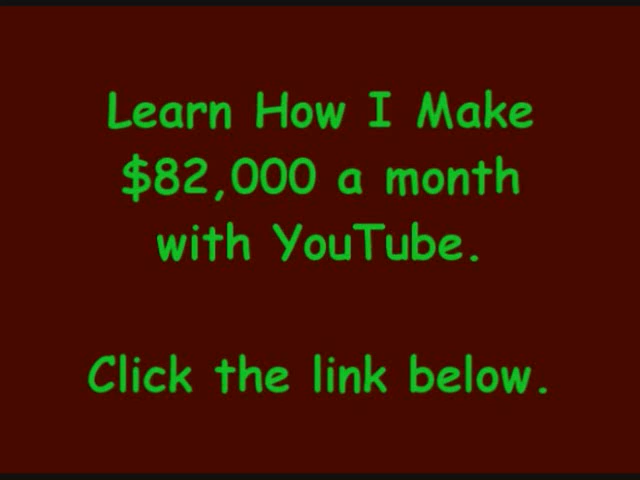 Learn How I Make
$82,000 a month
with YouTube.
Click the link below.